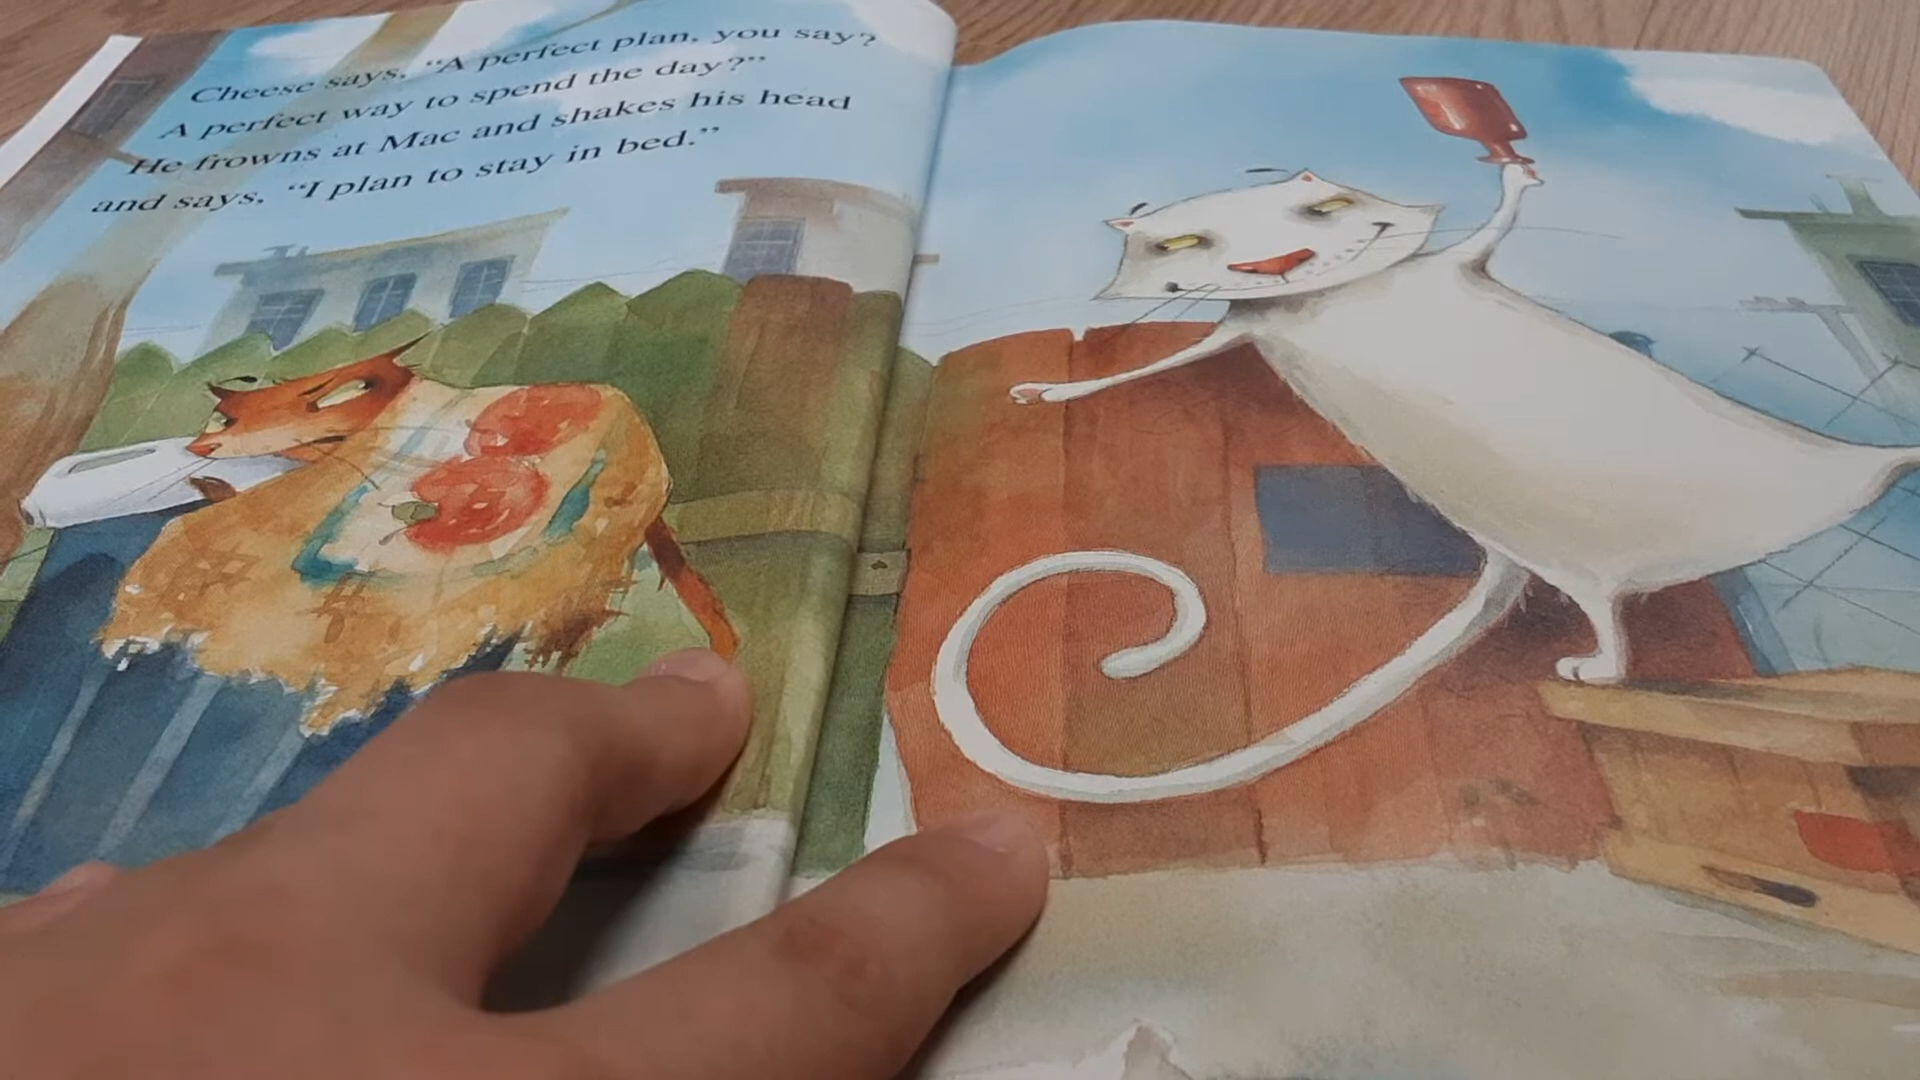 Cheese says, “A perfect plan, you say?
A perfect way to spend the day?”
He frowns at Mac and shakes his head
and says, “I plan to stay in bed.”